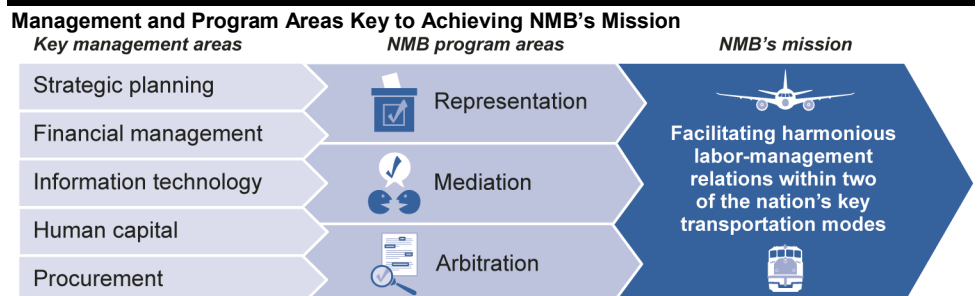 Management and Program Areas Key to Achieving NMB's Mission
Key management areas
NMB program areas
NMB's mission
Strategic planning
Financial management
Information technology
Human capital
Procurement
Representation
Mediation
Arbitration
Facilitating harmonious
labor-management
relations within two
of the nation's key
transportation modes